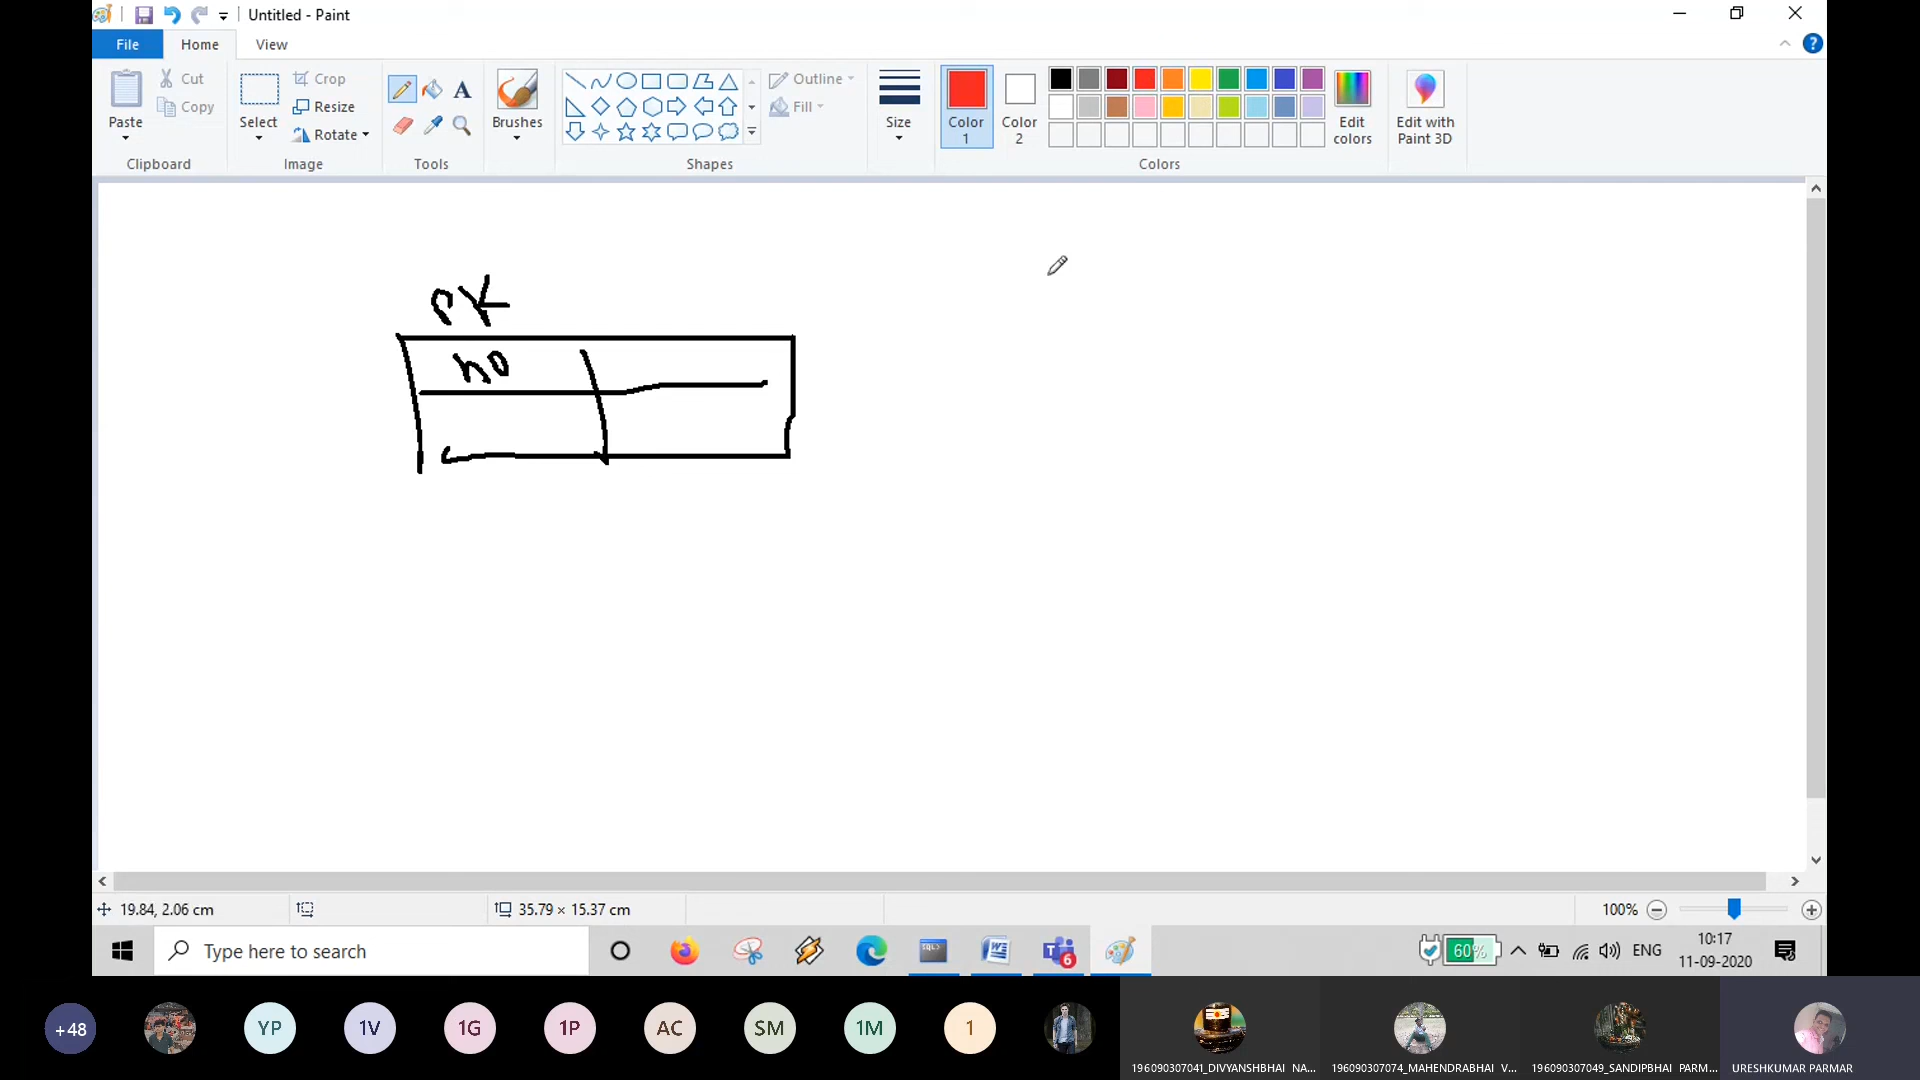 Untitled - Paint
File Home View
Paste Cut Copy Clipboard
Select Crop Resize Rotate Image
A Tools
Brushes
Shapes
Outline Fill
Size
Color 1 Color 2 Colors
Edit colors
Edit with Paint 3D
PK
no
19.84, 2.06 cm 35.79 × 15.37 cm 100%
Type here to search SQL> 6 60% ENG 10:17
11-09-2020
+48 YP 1V 1G 1P AC SM 1M 1
196090307041_DIVYANSHBHAI NA... 196090307074_MAHENDRABHAI V... 196090307049_SANDIPBHAI PARM... URESHKUMAR PARMAR